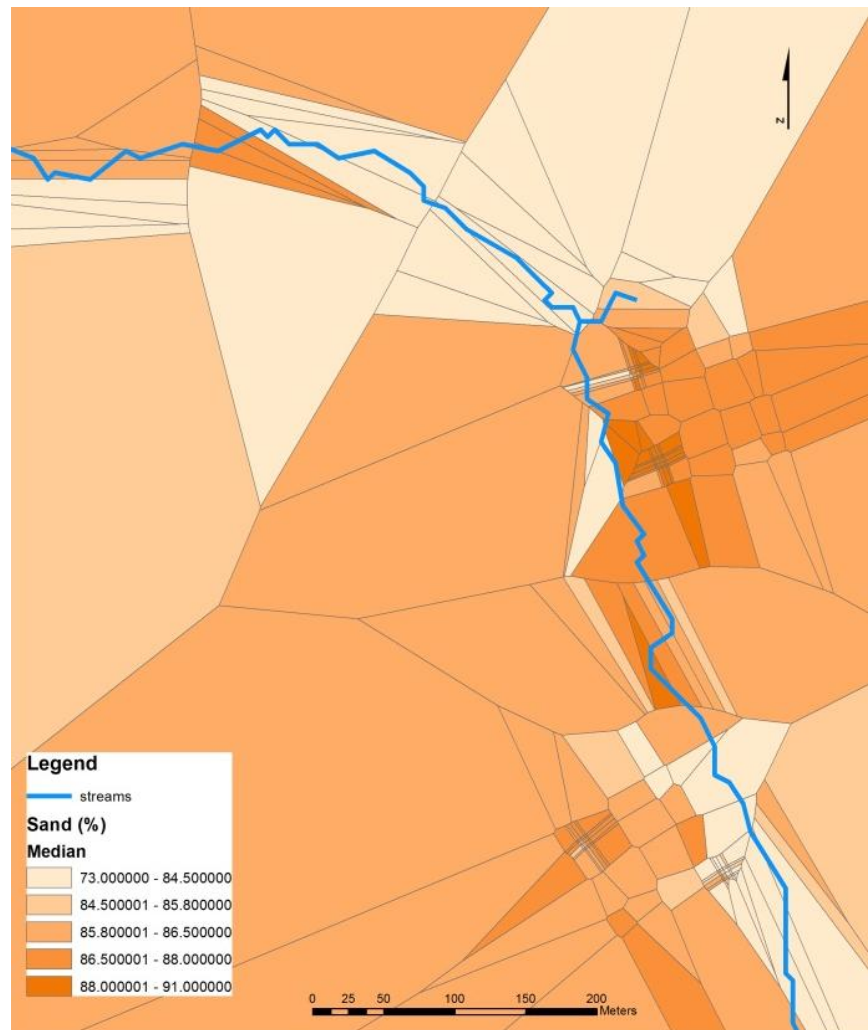 N
Legend
streams
Sand (%)
Median
73.000000 - 84.500000
84.500001 - 85.800000
85.800001 - 86.500000
86.500001 - 88.000000
88.000001 - 91.000000
0 25 50 100 150 200
Meters